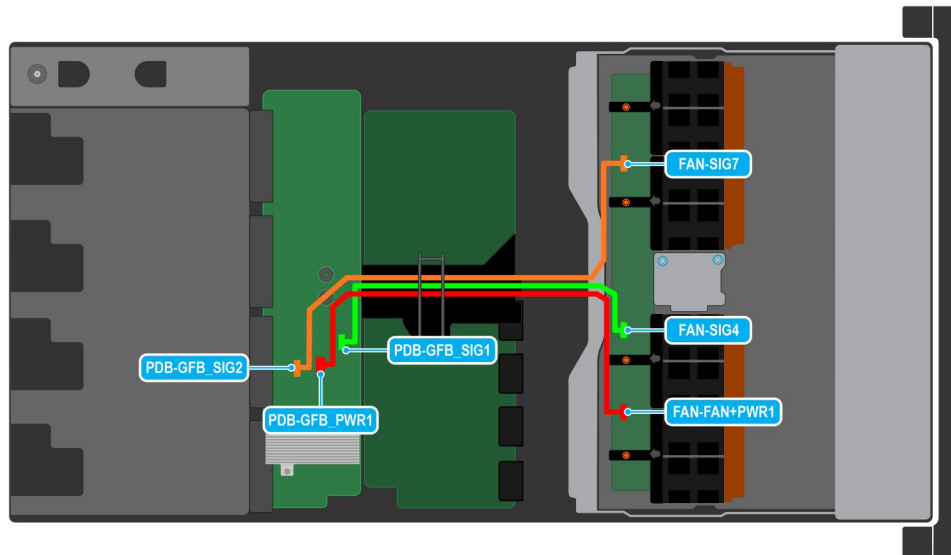 FAN-SIG7
FAN-SIG4
PDB-GFB_SIG1
PDB-GFB_SIG2
FAN-FAN+PWR1
PDB-GFB_PWR1